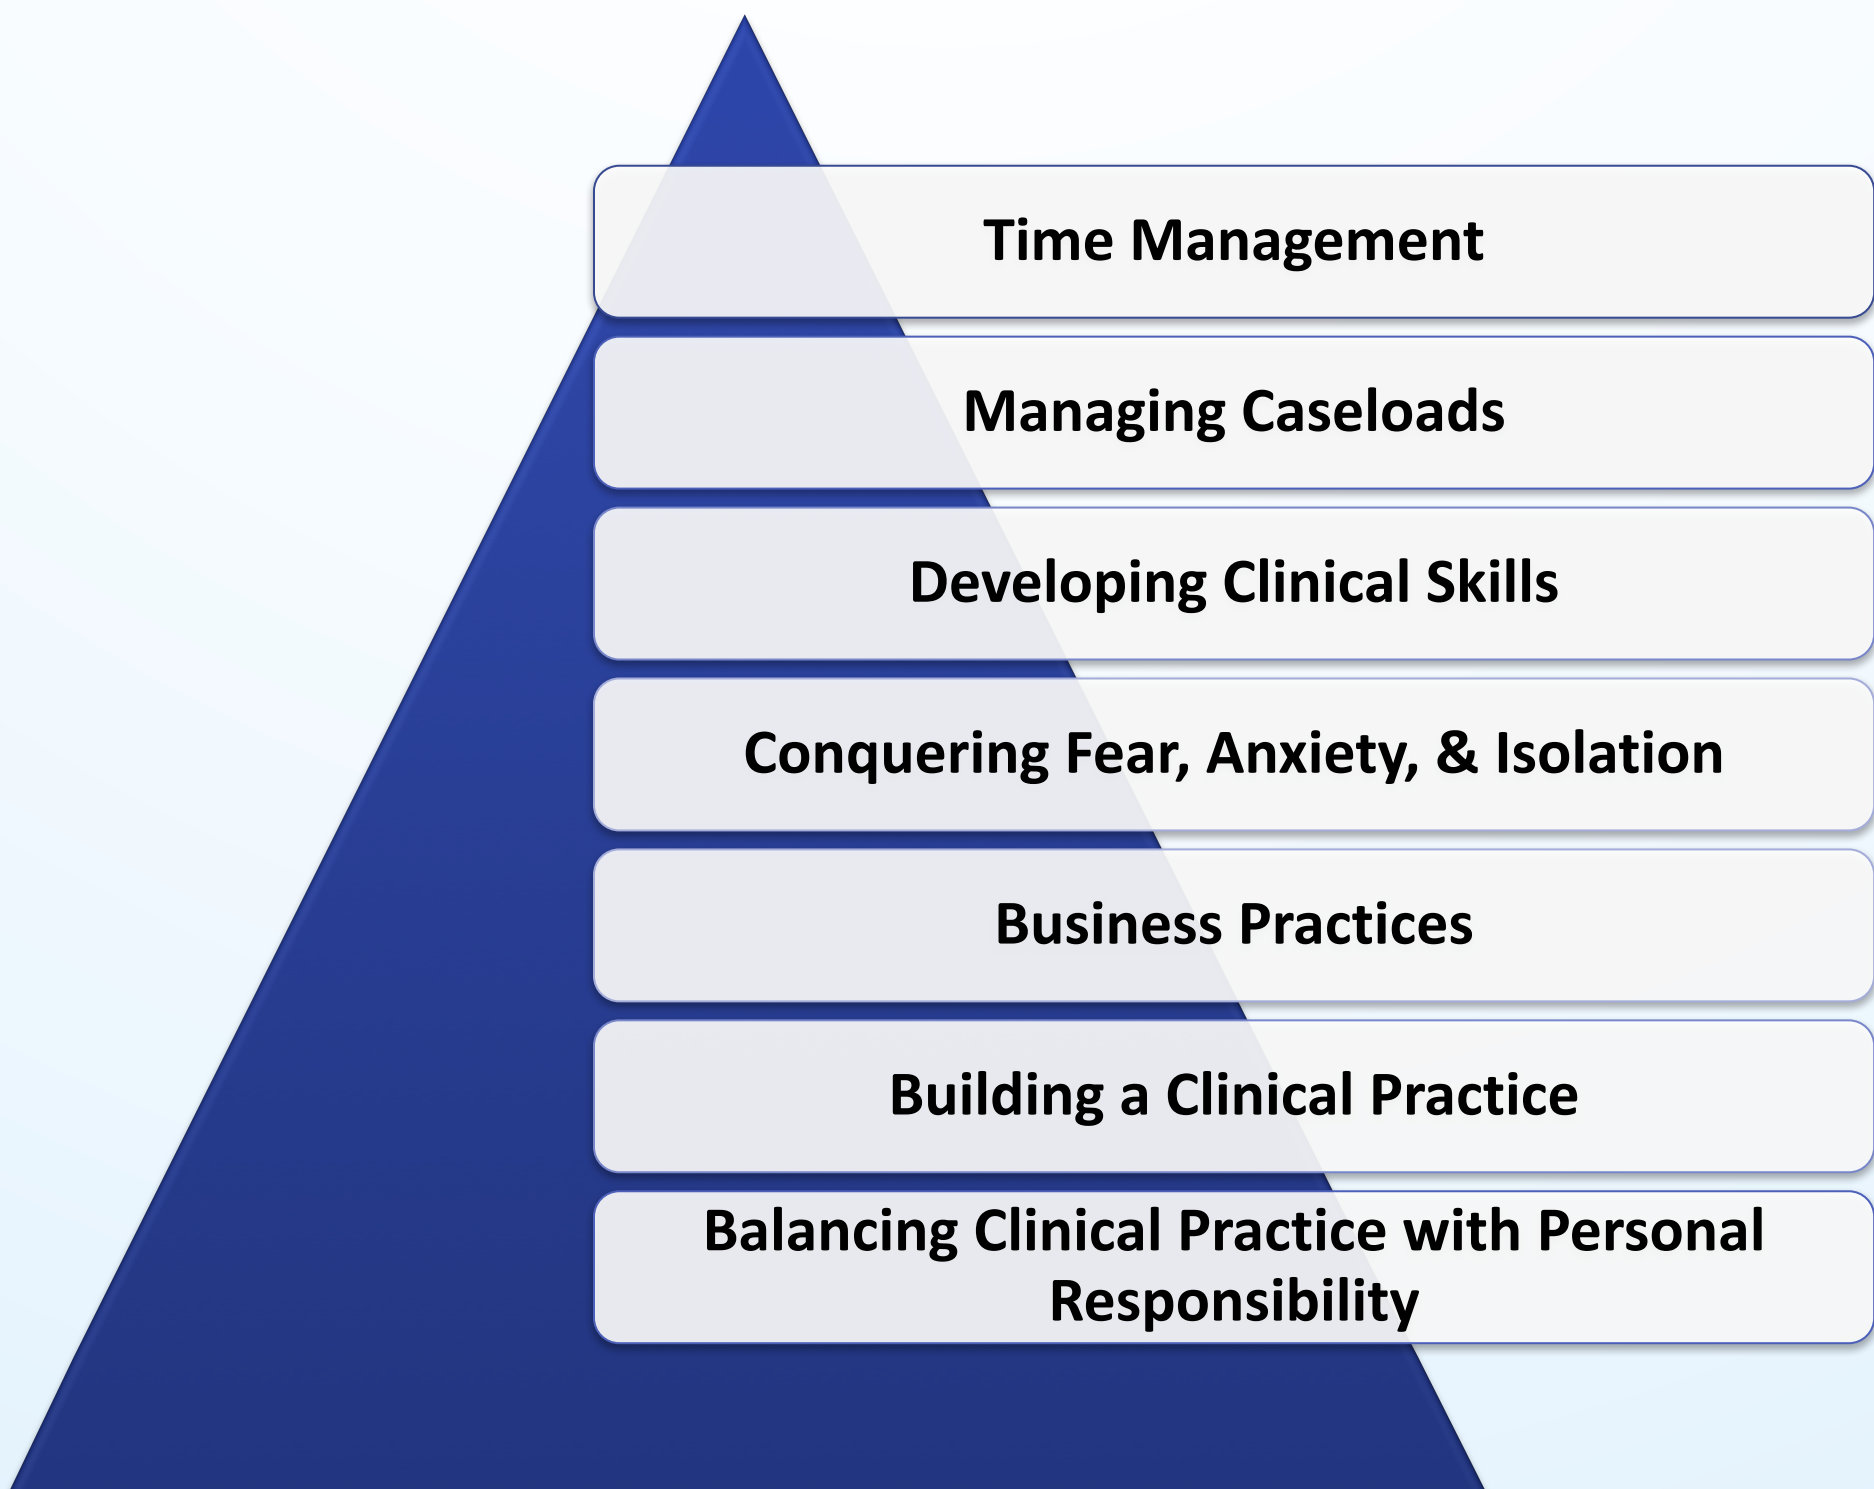 Time Management
Managing Caseloads
Developing Clinical Skills
Conquering Fear, Anxiety, & Isolation
Business Practices
Building a Clinical Practice
Balancing Clinical Practice with Personal
Responsibility